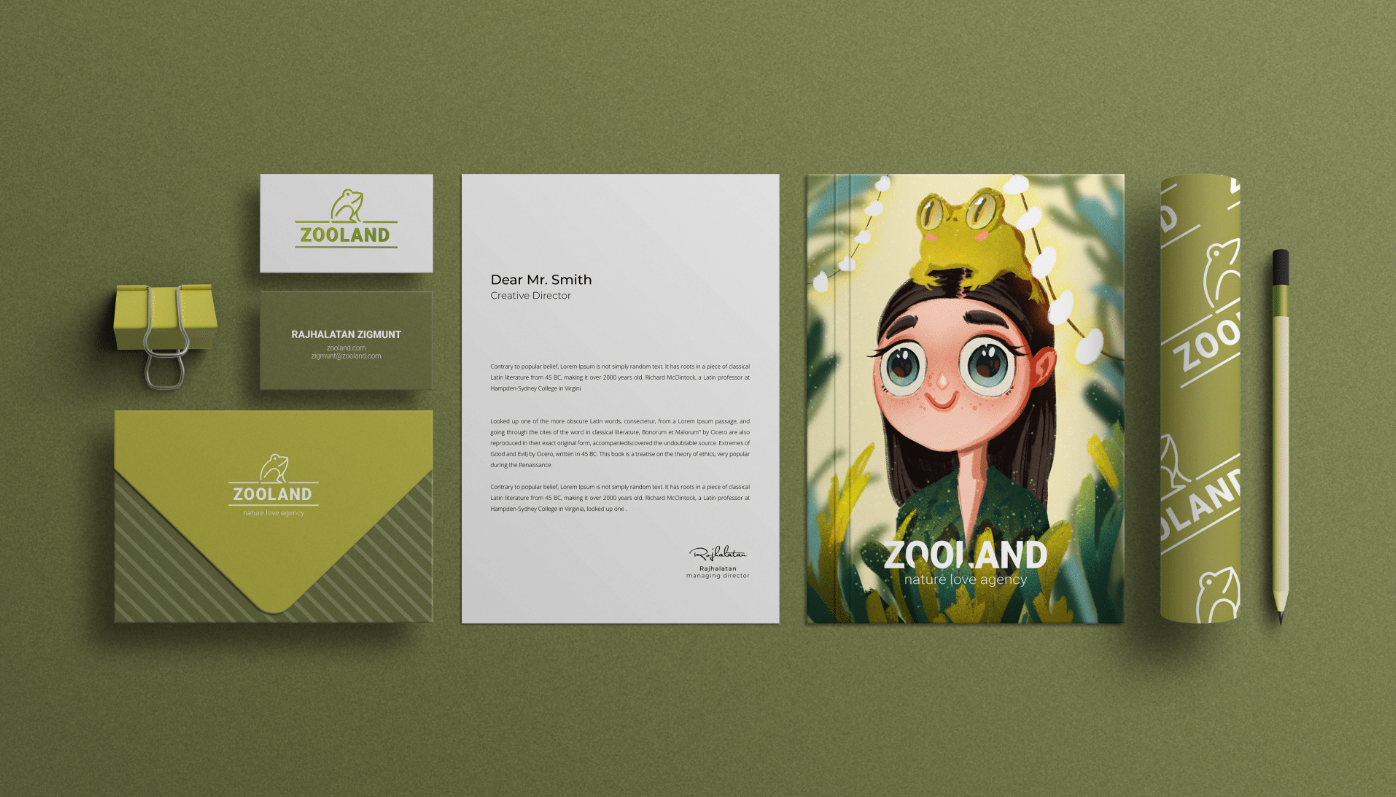 ZOOLAND
RAJHALATAN ZIGMUNT
zooland.com
zigmunt@zooland.com
ZOOLAND
nature love agency
Dear Mr. Smith
Creative Director
Contrary to popular belief, Lorem Ipsum is not simply random text. It has roots in a piece of classical
Latin literature from 45 BC, making it over 2000 years old. Richard McClintock, a Latin professor at
Hampden-Sydney College in Virgini
Looked up one of the more obscure Latin words, consectetur, from a Lorem Ipsum passage, and
going through the cites of the word in classical literature, Bonorum et Malorum" by Cicero are also
reproduced in their exact original form, accompaniesdiscovered the undoubtable source. Extremes of
Good and Evil) by Cicero, written in 45 BC. This book is a treatise on the theory of ethics, very popular
during the Renaissance.
Contrary to popular belief, Lorem Ipsum is not simply random text. It has roots in a piece of classical
Latin literature from 45 BC, making it over 2000 years old. Richard McClintock, a Latin professor at
Hampden-Sydney College in Virginia, looked up one .
Rajhalatan
Rajhalatan
managing director
ZOOLAND
nature love agency
D
ZOO
OLAND